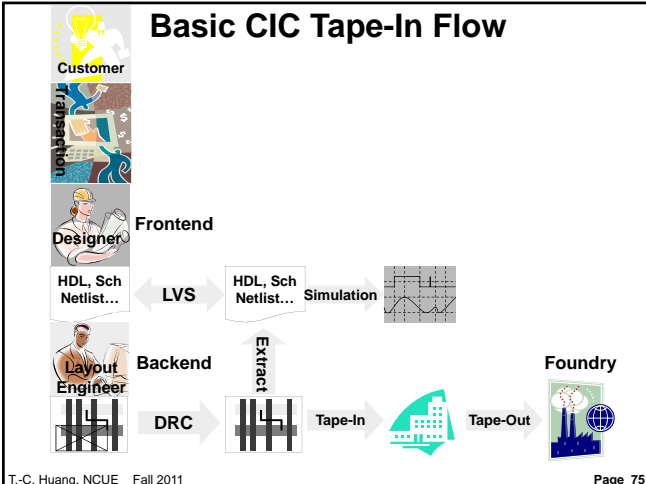 Basic CIC Tape-In Flow
Customer
Transaction
Designer
Frontend
HDL, Sch
Netlist…
LVS
HDL, Sch
Netlist…
Simulation
Extract
Layout
Engineer
Backend
Foundry
DRC
Tape-In
Tape-Out
T.-C. Huang, NCUE Fall 2011
Page 75